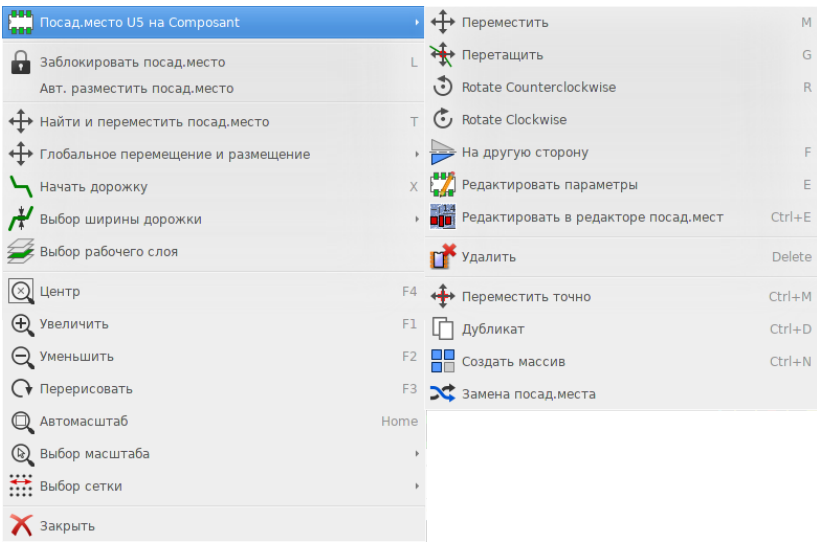 Посад.место U5 на Composant
Заблокировать посад.место L
Авт. разместить посад.место
Найти и переместить посад.место T
Глобальное перемещение и размещение
Начать дорожку X
Выбор ширины дорожки
Выбор рабочего слоя
Центр F4
Увеличить F1
Уменьшить F2
Перерисовать F3
Автомасштаб Home
Выбор масштаба
Выбор сетки
Закрыть
Переместить M
Перетащить G
Rotate Counterclockwise R
Rotate Clockwise
На другую сторону F
Редактировать параметры E
Редактировать в редакторе посад.мест Ctrl+E
Удалить Delete
Переместить точно Ctrl+M
Дубликат Ctrl+D
Создать массив Ctrl+N
Замена посад.места